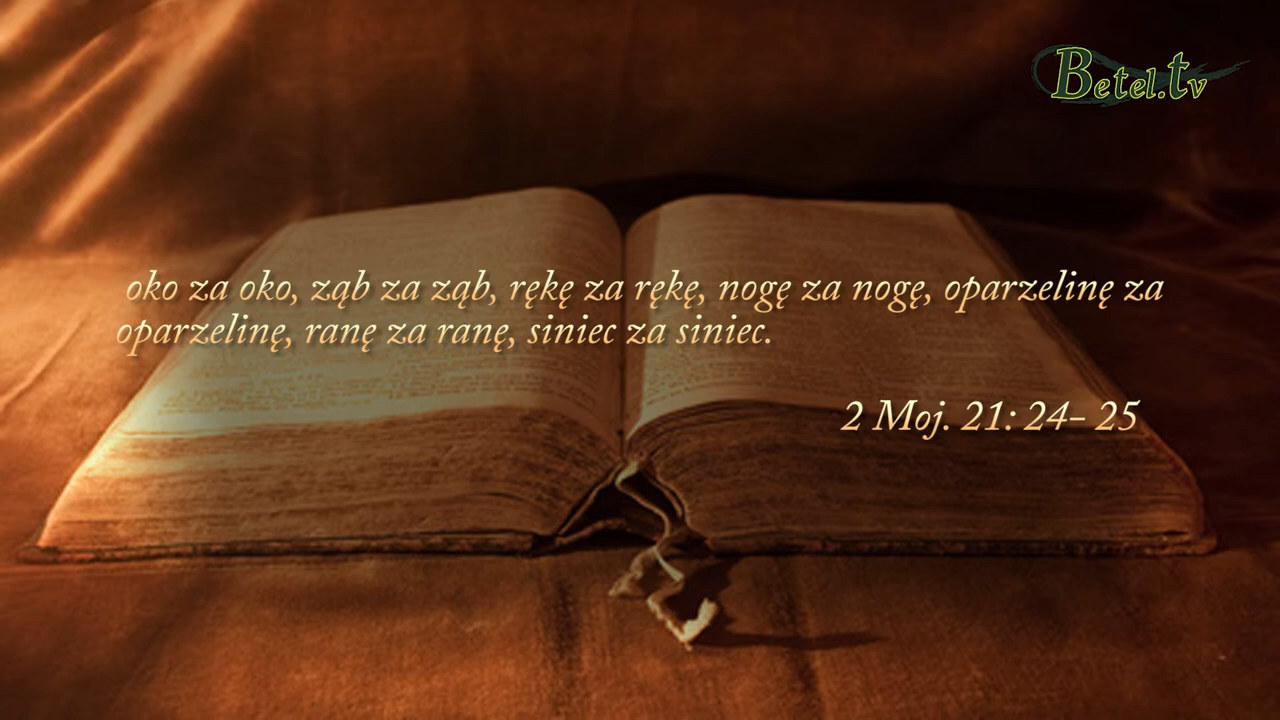 Betel.tv
oko za oko, ząb za ząb, rękę za rękę, nogę za nogę, oparzelinę za
oparzelinę, ranę za ranę, siniec za siniec.
2 Moj. 21: 24- 25